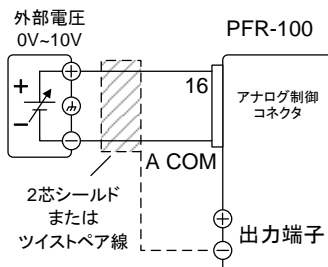 外部電圧
0V~10V
PFR-100
+
−
16
アナログ制御
コネクタ
A COM
2芯シールド
または
ツイストペア線
出力端子